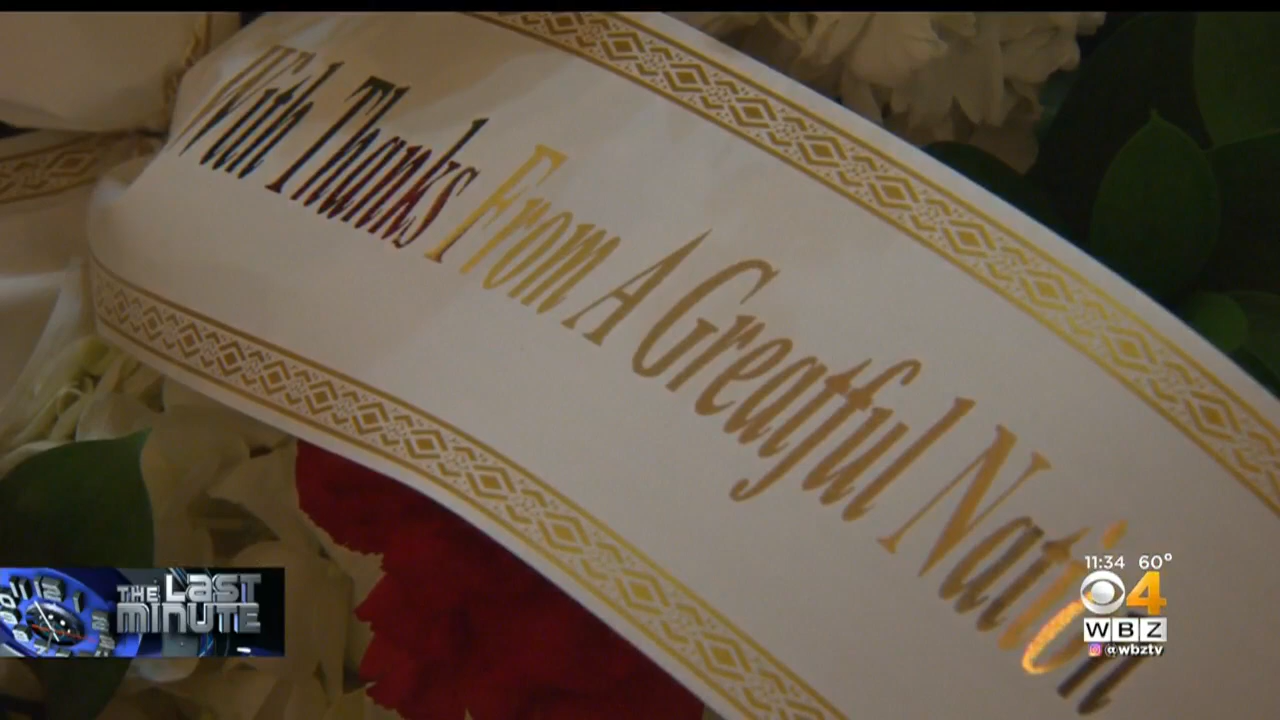 With Thanks From A Greatful Nation
THE LAST
MINUTE
11:34 60°
4
WBZ
@wbztv